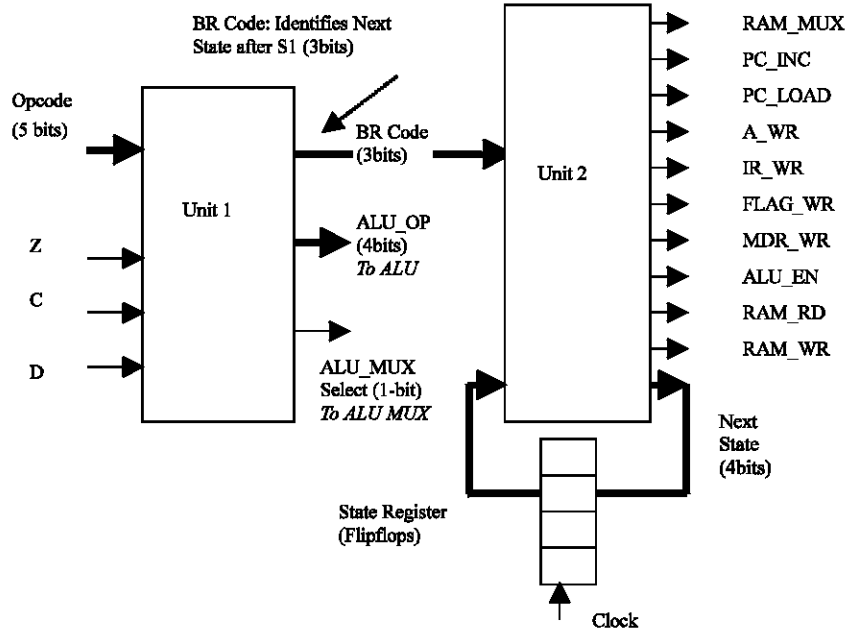 BR Code: Identifies Next
State after S1 (3bits)
Opcode
(5 bits)
Z
C
D
Unit 1
BR Code
(3bits)
ALU_OP
(4bits)
To ALU
ALU_MUX
Select (1-bit)
To ALU MUX
Unit 2
RAM_MUX
PC_INC
PC_LOAD
A_WR
IR_WR
FLAG_WR
MDR_WR
ALU_EN
RAM_RD
RAM_WR
Next
State
(4bits)
State Register
(Flipflops)
Clock